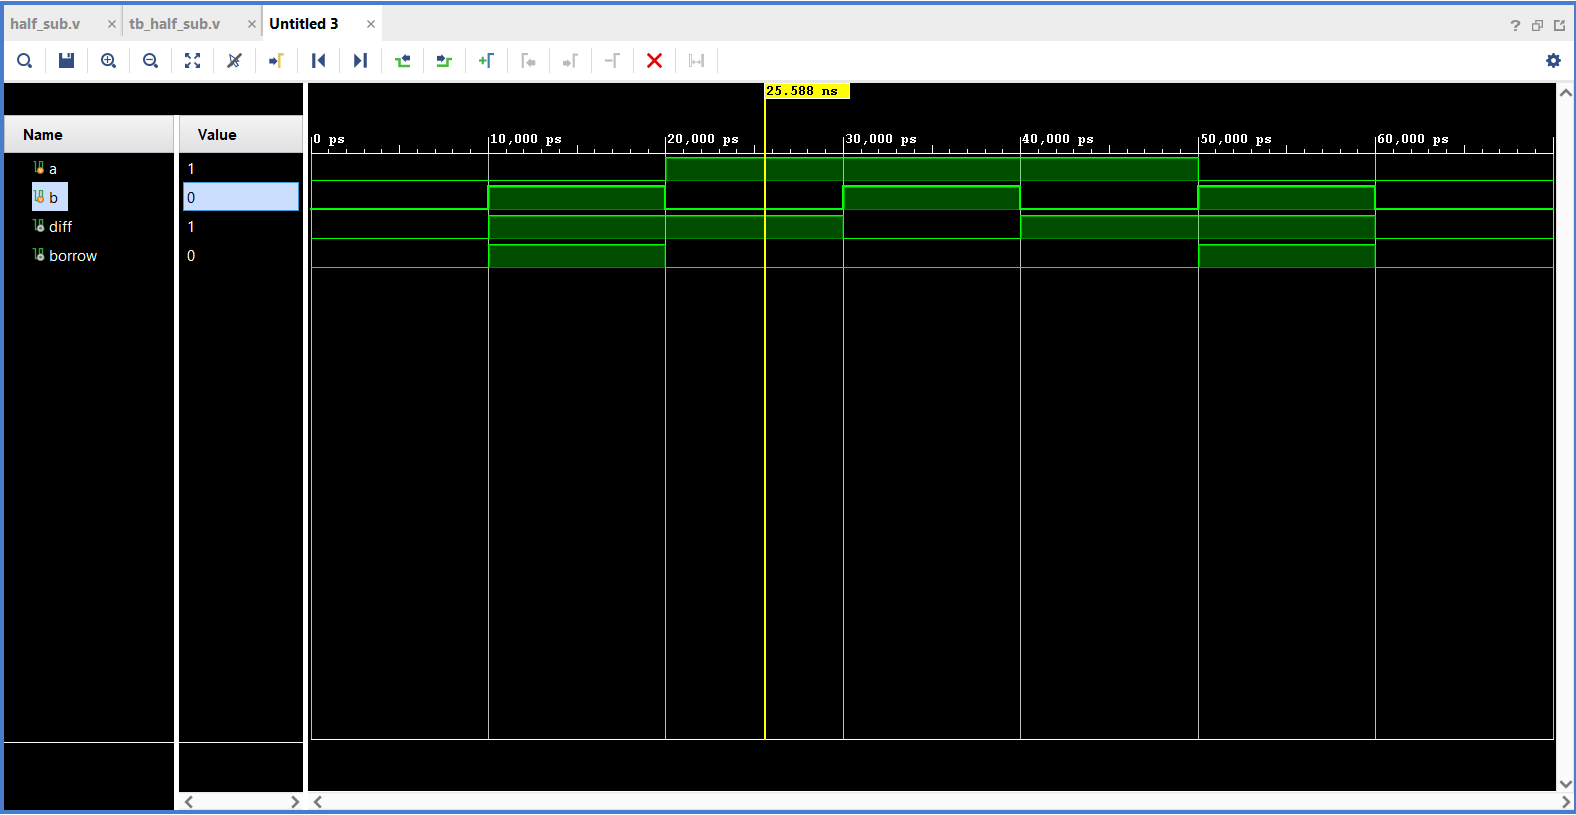 half_sub.v tb_half_sub.v Untitled 3
25.588 ns
Name Value
0 ps 10,000 ps 20,000 ps 30,000 ps 40,000 ps 50,000 ps 60,000 ps
a 1
b 0
diff 1
borrow 0